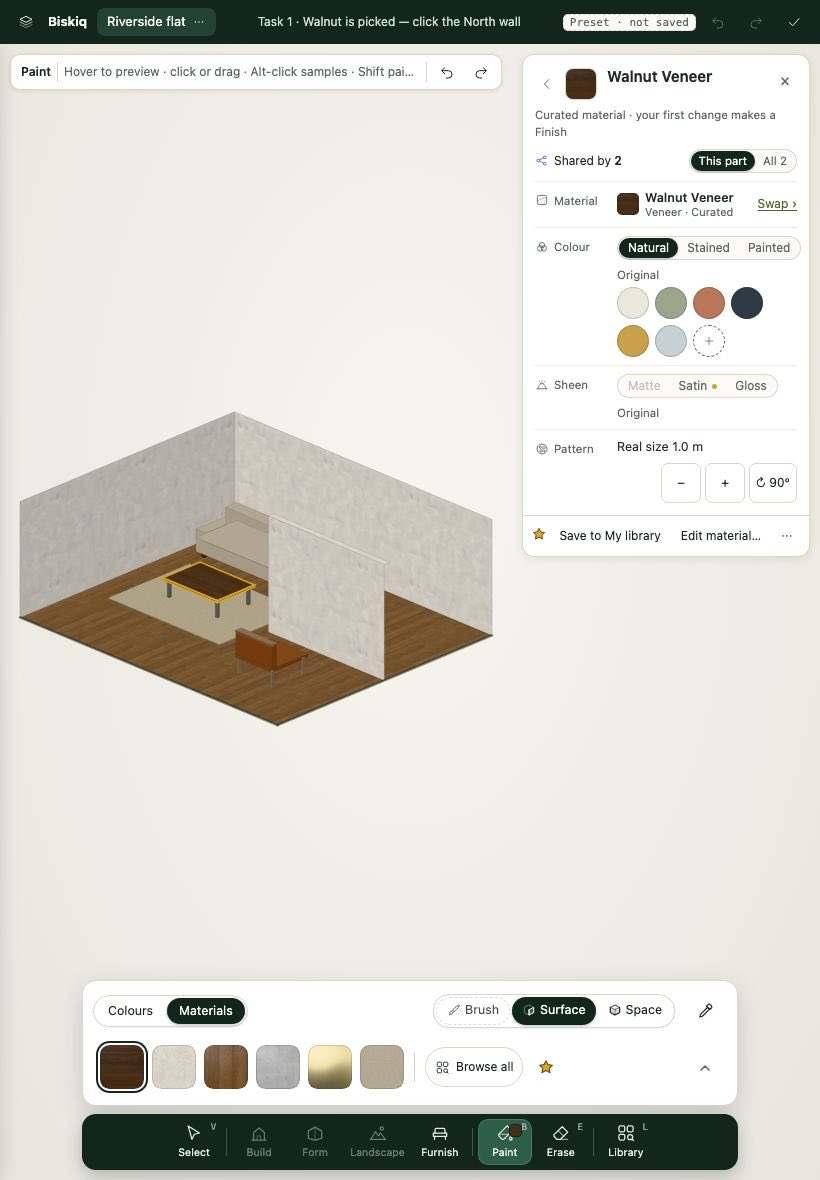 Biskiq
Riverside flat ···
Task 1 · Walnut is picked — click the North wall
Preset · not saved
Paint
Hover to preview · click or drag · Alt-click samples · Shift pai...
Walnut Veneer
Curated material · your first change makes a
Finish
Shared by 2
This part
All 2
Material
Walnut Veneer
Veneer · Curated
Swap ›
Colour
Natural
Stained
Painted
Original
+
Sheen
Matte
Satin
Gloss
Original
Pattern
Real size 1.0 m
−
+
↻ 90°
Save to My library
Edit material...
···
Colours
Materials
Brush
Surface
Space
Browse all
Select V
Build
Form
Landscape
Furnish
Paint B
Erase E
Library L